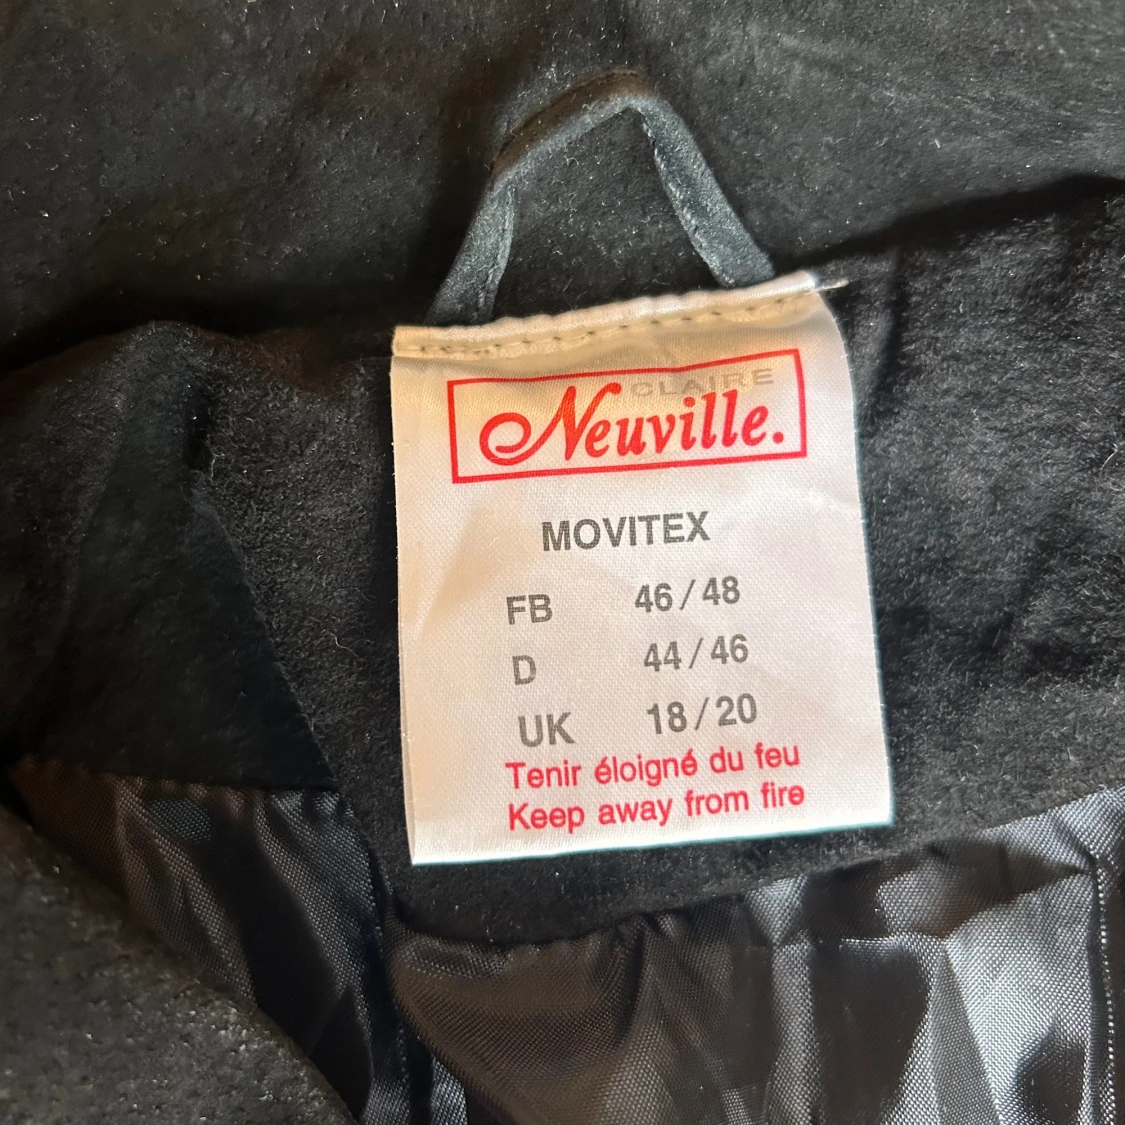 CLAIRE
Neuville.
MOVITEX
FB 46/48
D 44/46
UK 18/20
Tenir éloigné du feu
Keep away from fire